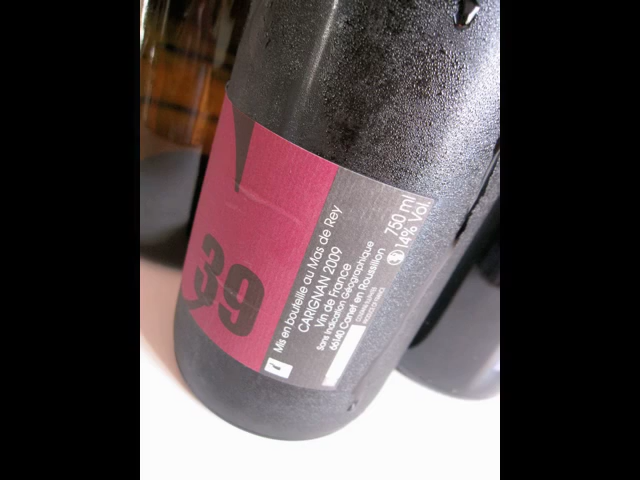 39
Mis en bouteille au Mas de Rey
CARIGNAN 2009
Vin de France
Sans Indication Géographique
66140 Canet en Roussillon
750 ml
14% Vol.